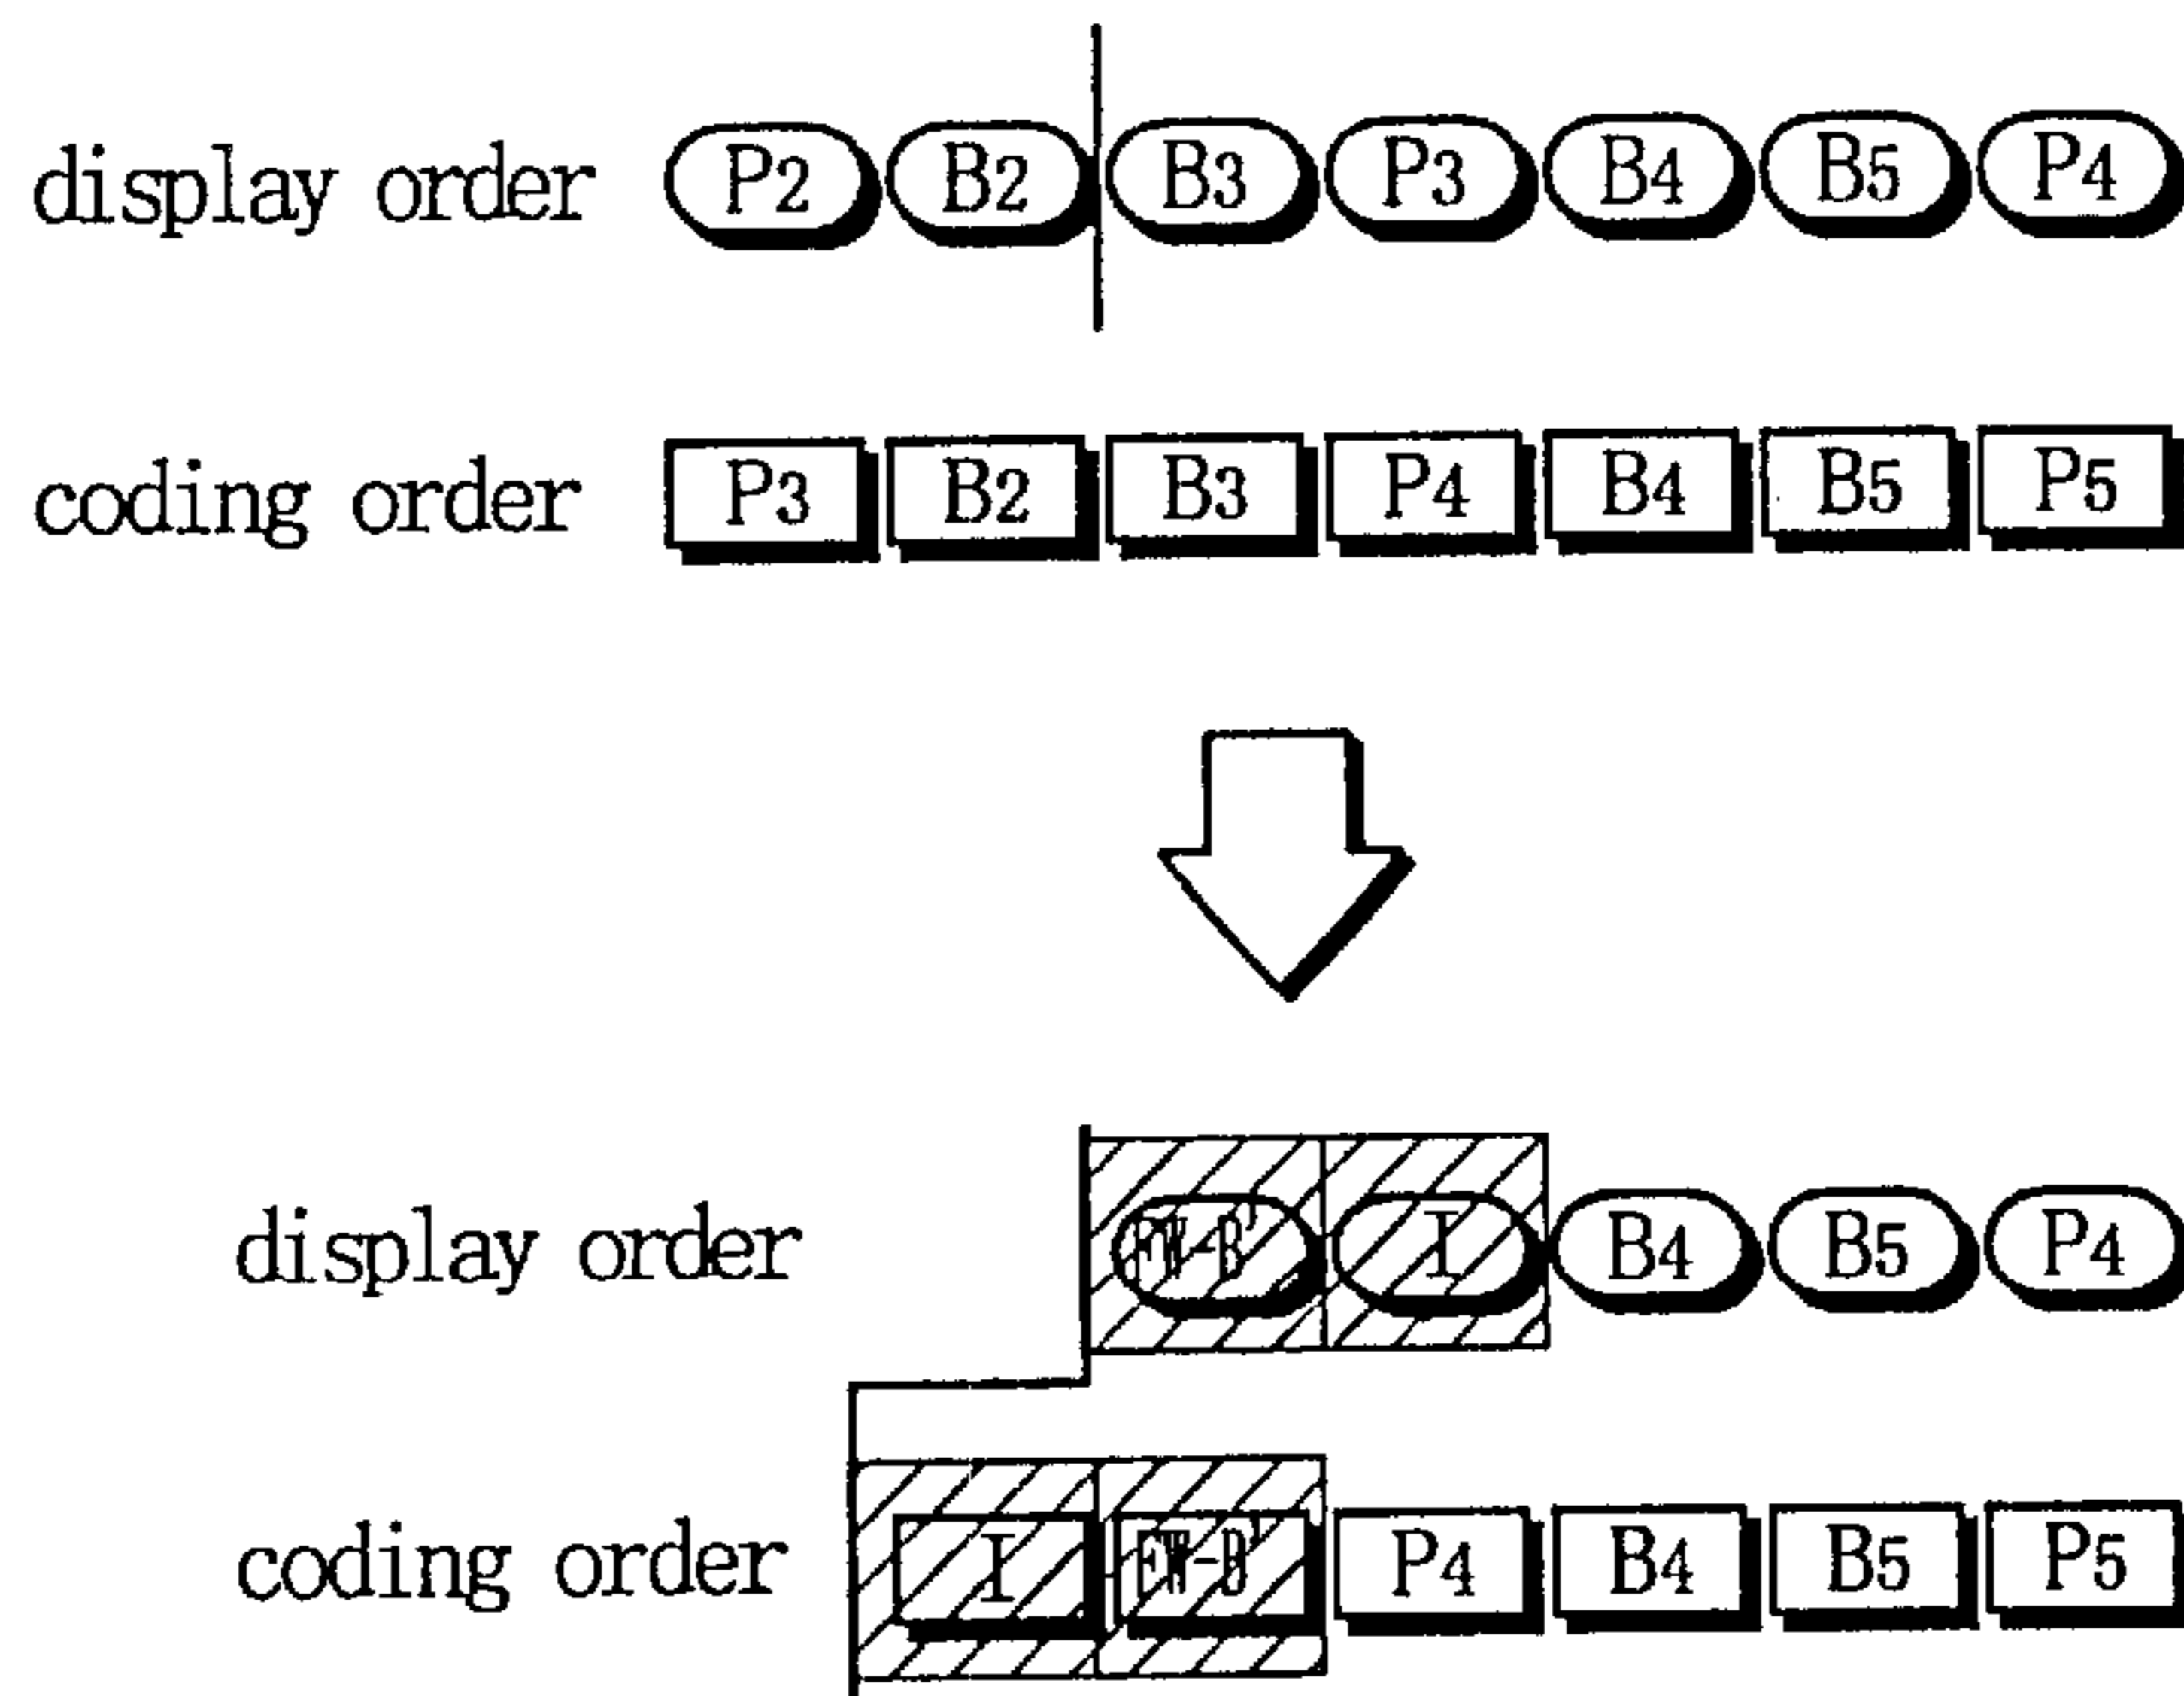 display order P2 B2 B3 P3 B4 B5 P4
coding order P3 B2 B3 P4 B4 B5 P5
display order I B4 B5 P4
coding order I P4 B4 B5 P5